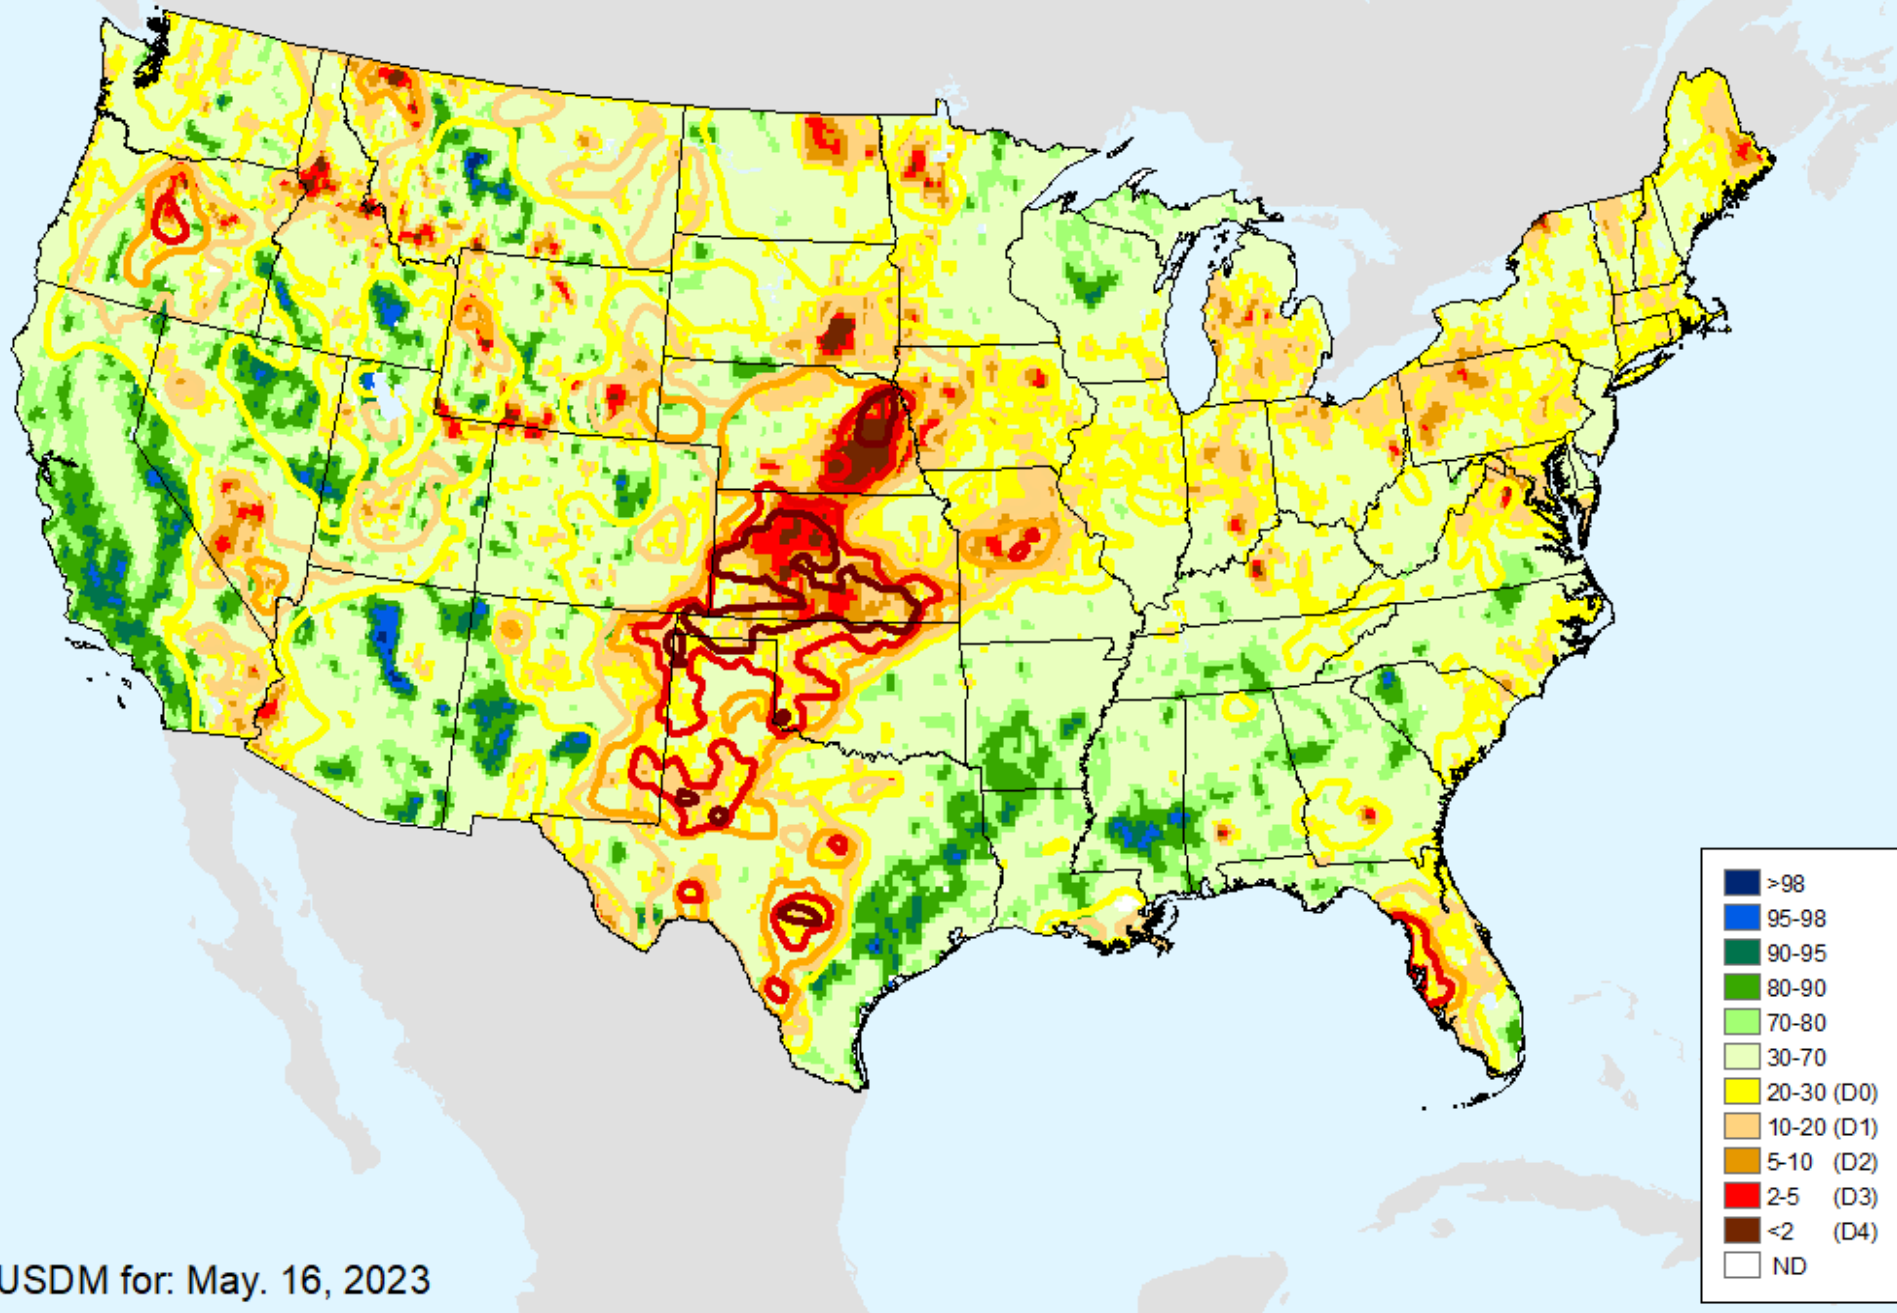 >98
95-98
90-95
80-90
70-80
30-70
20-30 (D0)
10-20 (D1)
5-10 (D2)
2-5 (D3)
<2 (D4)
ND
USDM for: May. 16, 2023